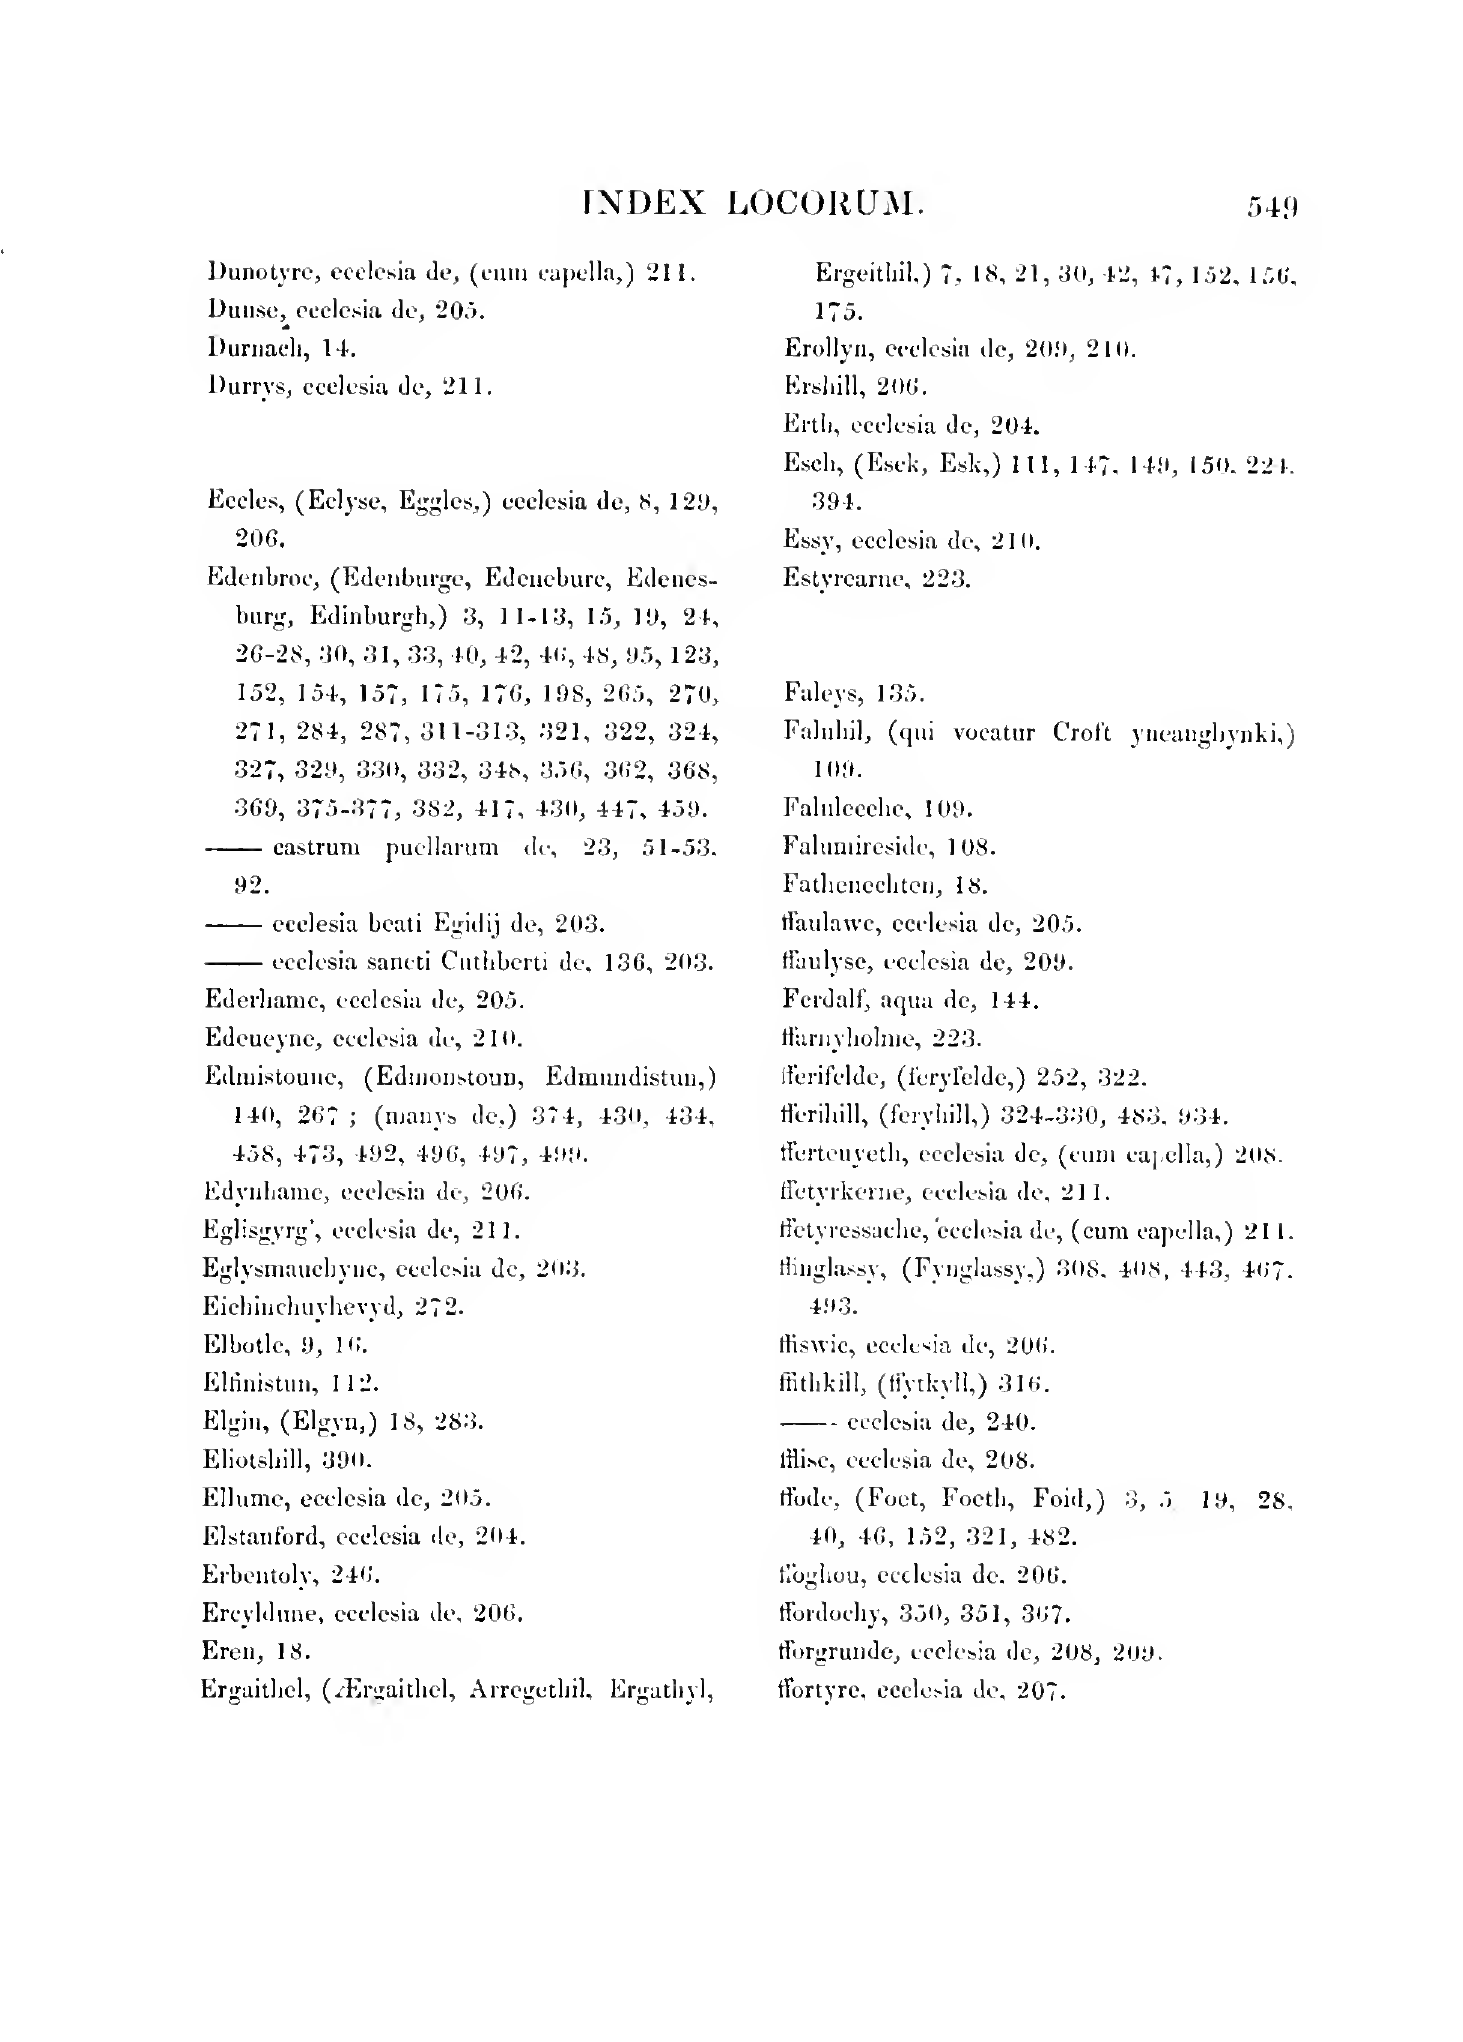 INDEX LOCORUM. 549
Dunotyre, ecclesia de, (cum capella,) 211.
Dunse, ecclesia de, 205.
Durnach, 14.
Durrys, ecclesia de, 211.
Eccles, (Eclyse, Eggles,) ecclesia de, 8, 129,
206.
Edenbroc, (Edenburge, Edenebure, Edenes-
burg, Edinburgh,) 3, 11-13, 15, 19, 24,
26-28, 30, 31, 33, 40, 42, 46, 48, 95, 123,
152, 154, 157, 175, 176, 198, 265, 270,
271, 284, 287, 311-313, 321, 322, 324,
327, 329, 330, 332, 348, 356, 362, 368,
369, 375-377, 382, 417, 430, 447, 459.
—— castrum puellarum de, 23, 51-53.
92.
—— ecclesia beati Egidij de, 203.
—— ecclesia sancti Cuthberti de, 136, 203.
Ederhame, ecclesia de, 205.
Edeueyne, ecclesia de, 210.
Edmistoune, (Edmonstoun, Edmundistun,)
140, 267 ; (manys de,) 374, 430, 434,
458, 473, 492, 496, 497, 499.
Edynhame, ecclesia de, 206.
Eglisgyrg', ecclesia de, 211.
Eglysmauchyne, ecclesia de, 203.
Eichinchuyhevyd, 272.
Elbotle, 9, 16.
Elfinistun, 112.
Elgin, (Elgyn,) 18, 283.
Eliotshill, 390.
Ellume, ecclesia de, 205.
Elstanford, ecclesia de, 204.
Erbentoly, 246.
Ercyldune, ecclesia de, 206.
Eren, 18.
Ergaithel, (Ærgaithel, Arregethil, Ergathyl,
Ergeithil,) 7, 18, 21, 30, 42, 47, 152, 156,
175.
Erollyn, ecclesia de, 209, 210.
Ershill, 206.
Erth, ecclesia de, 204.
Esch, (Esek, Esk,) 111, 147, 149, 150. 224.
394.
Essy, ecclesia de, 210.
Estyrcarne, 223.
Faleys, 135.
Faluhil, (qui vocatur Croft yneanghynki,)
109.
Falulecche, 109.
Falumireside, 108.
Fathenechten, 18.
ffaulawe, ecclesia de, 205.
ffaulyse, ecclesia de, 209.
Ferdalf, aqua de, 144.
ffarnyholme, 223.
fferifelde, (feryfelde,) 252, 322.
fferihill, (feryhill,) 324-330, 483. 934.
ffertenyeth, ecclesia de, (cum capella,) 208.
ffetyrkerne, ecclesia de, 211.
ffetyressache, ecclesia de, (cum capella,) 211.
ffinglassy, (Fynglassy,) 308. 408, 443, 467.
493.
ffiswic, ecclesia de, 206.
ffithkill, (ffytkyll,) 316.
—— ecclesia de, 240.
fflisc, ecclesia de, 208.
ffode, (Foet, Foeth, Foid,) 3, 5 19, 28,
40, 46, 152, 321, 482.
ffoghou, ecclesia de. 206.
ffordochy, 350, 351, 367.
fforgrunde, ecclesia de, 208, 209.
ffortyre, ecclesia de, 207.